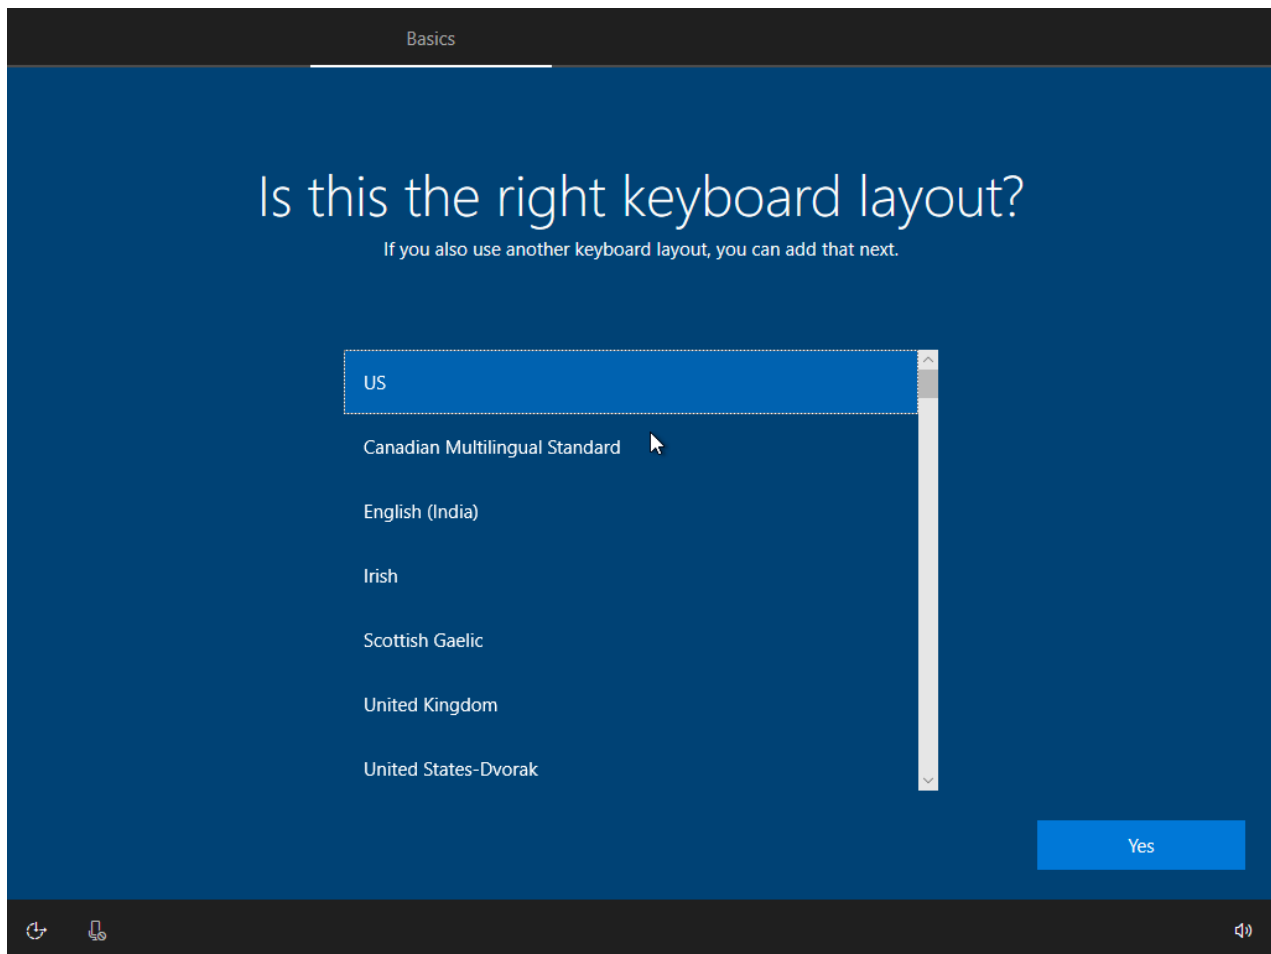 Basics
Is this the right keyboard layout?
If you also use another keyboard layout, you can add that next.
US
Canadian Multilingual Standard
English (India)
Irish
Scottish Gaelic
United Kingdom
United States-Dvorak
Yes